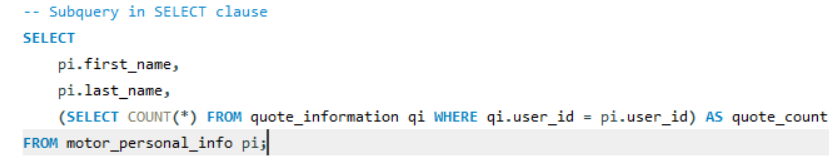 -- Subquery in SELECT clause
SELECT
pi.first_name,
pi.last_name,
(SELECT COUNT(*) FROM quote_information qi WHERE qi.user_id = pi.user_id) AS quote_count
FROM motor_personal_info pi;